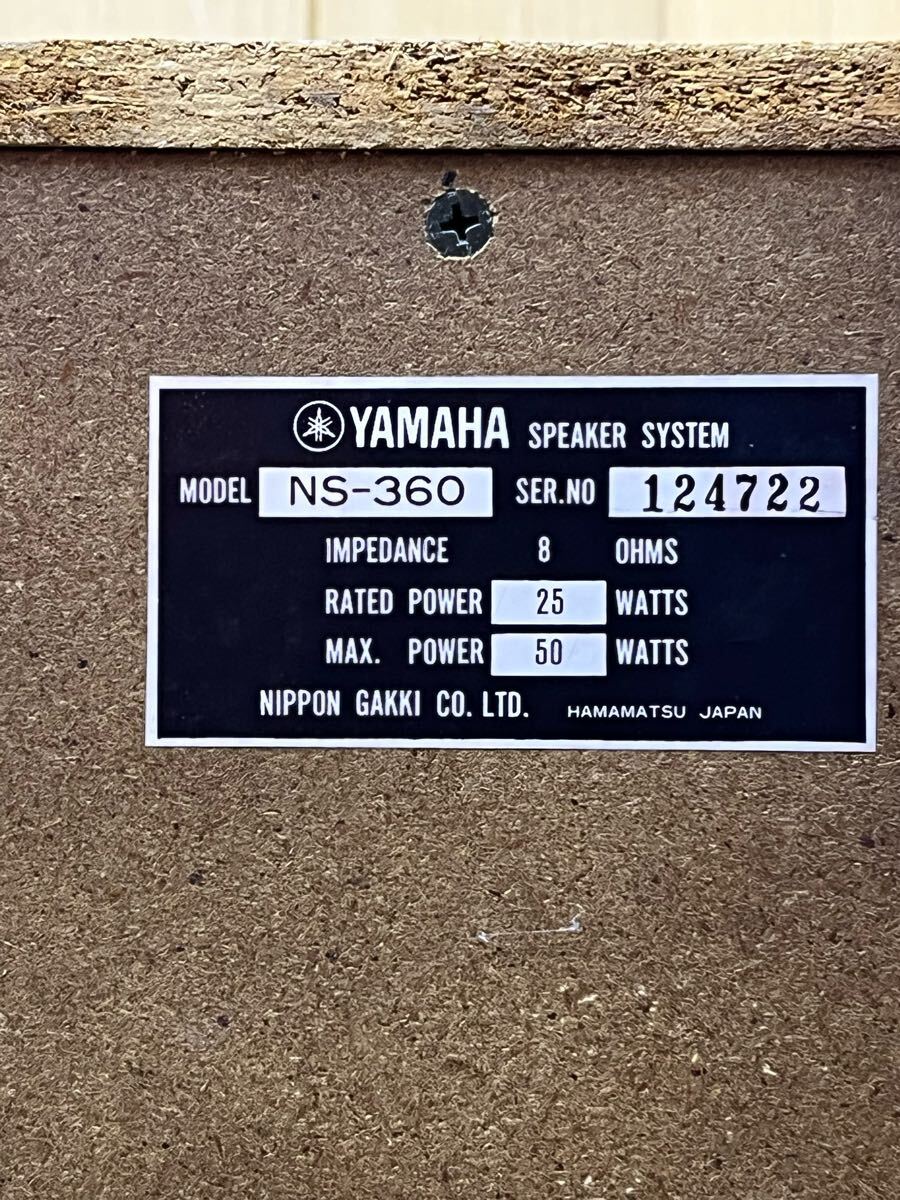 YAMAHA SPEAKER SYSTEM
MODEL NS-360 SER.NO 124722
IMPEDANCE 8 OHMS
RATED POWER 25 WATTS
MAX. POWER 50 WATTS
NIPPON GAKKI CO. LTD. HAMAMATSU JAPAN